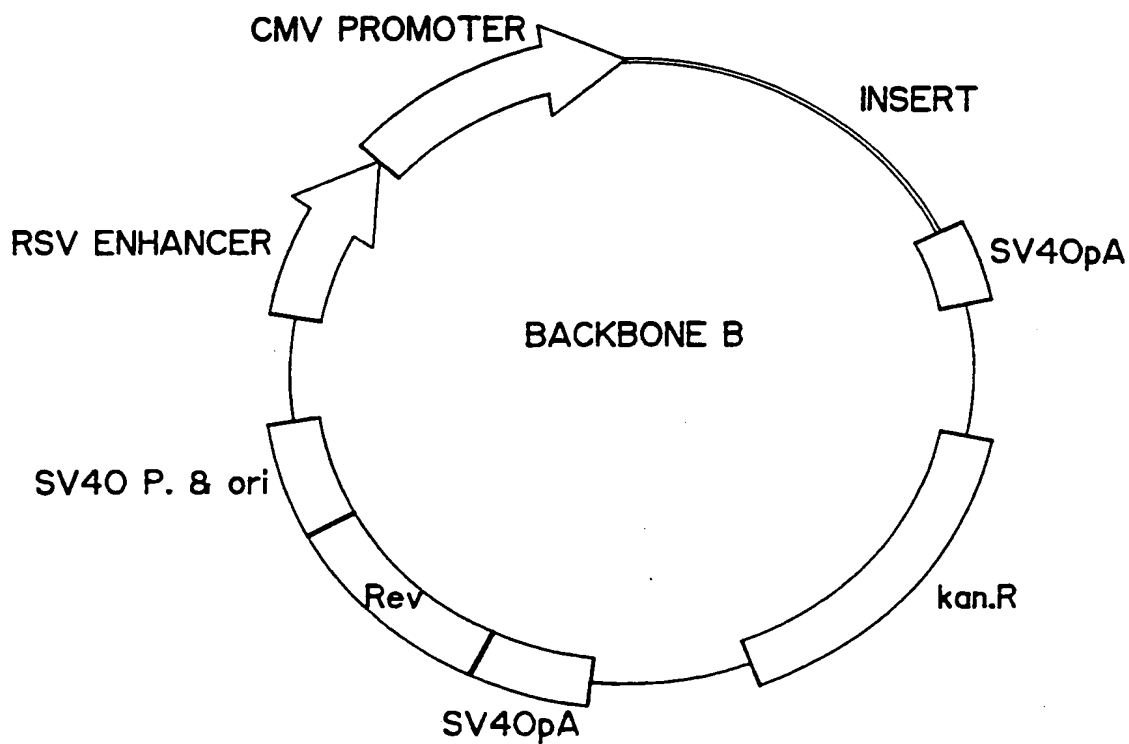 CMV PROMOTER
INSERT
RSV ENHANCER
SV40pA
BACKBONE B
SV40 P. & ori
Rev
kan.R
SV40pA